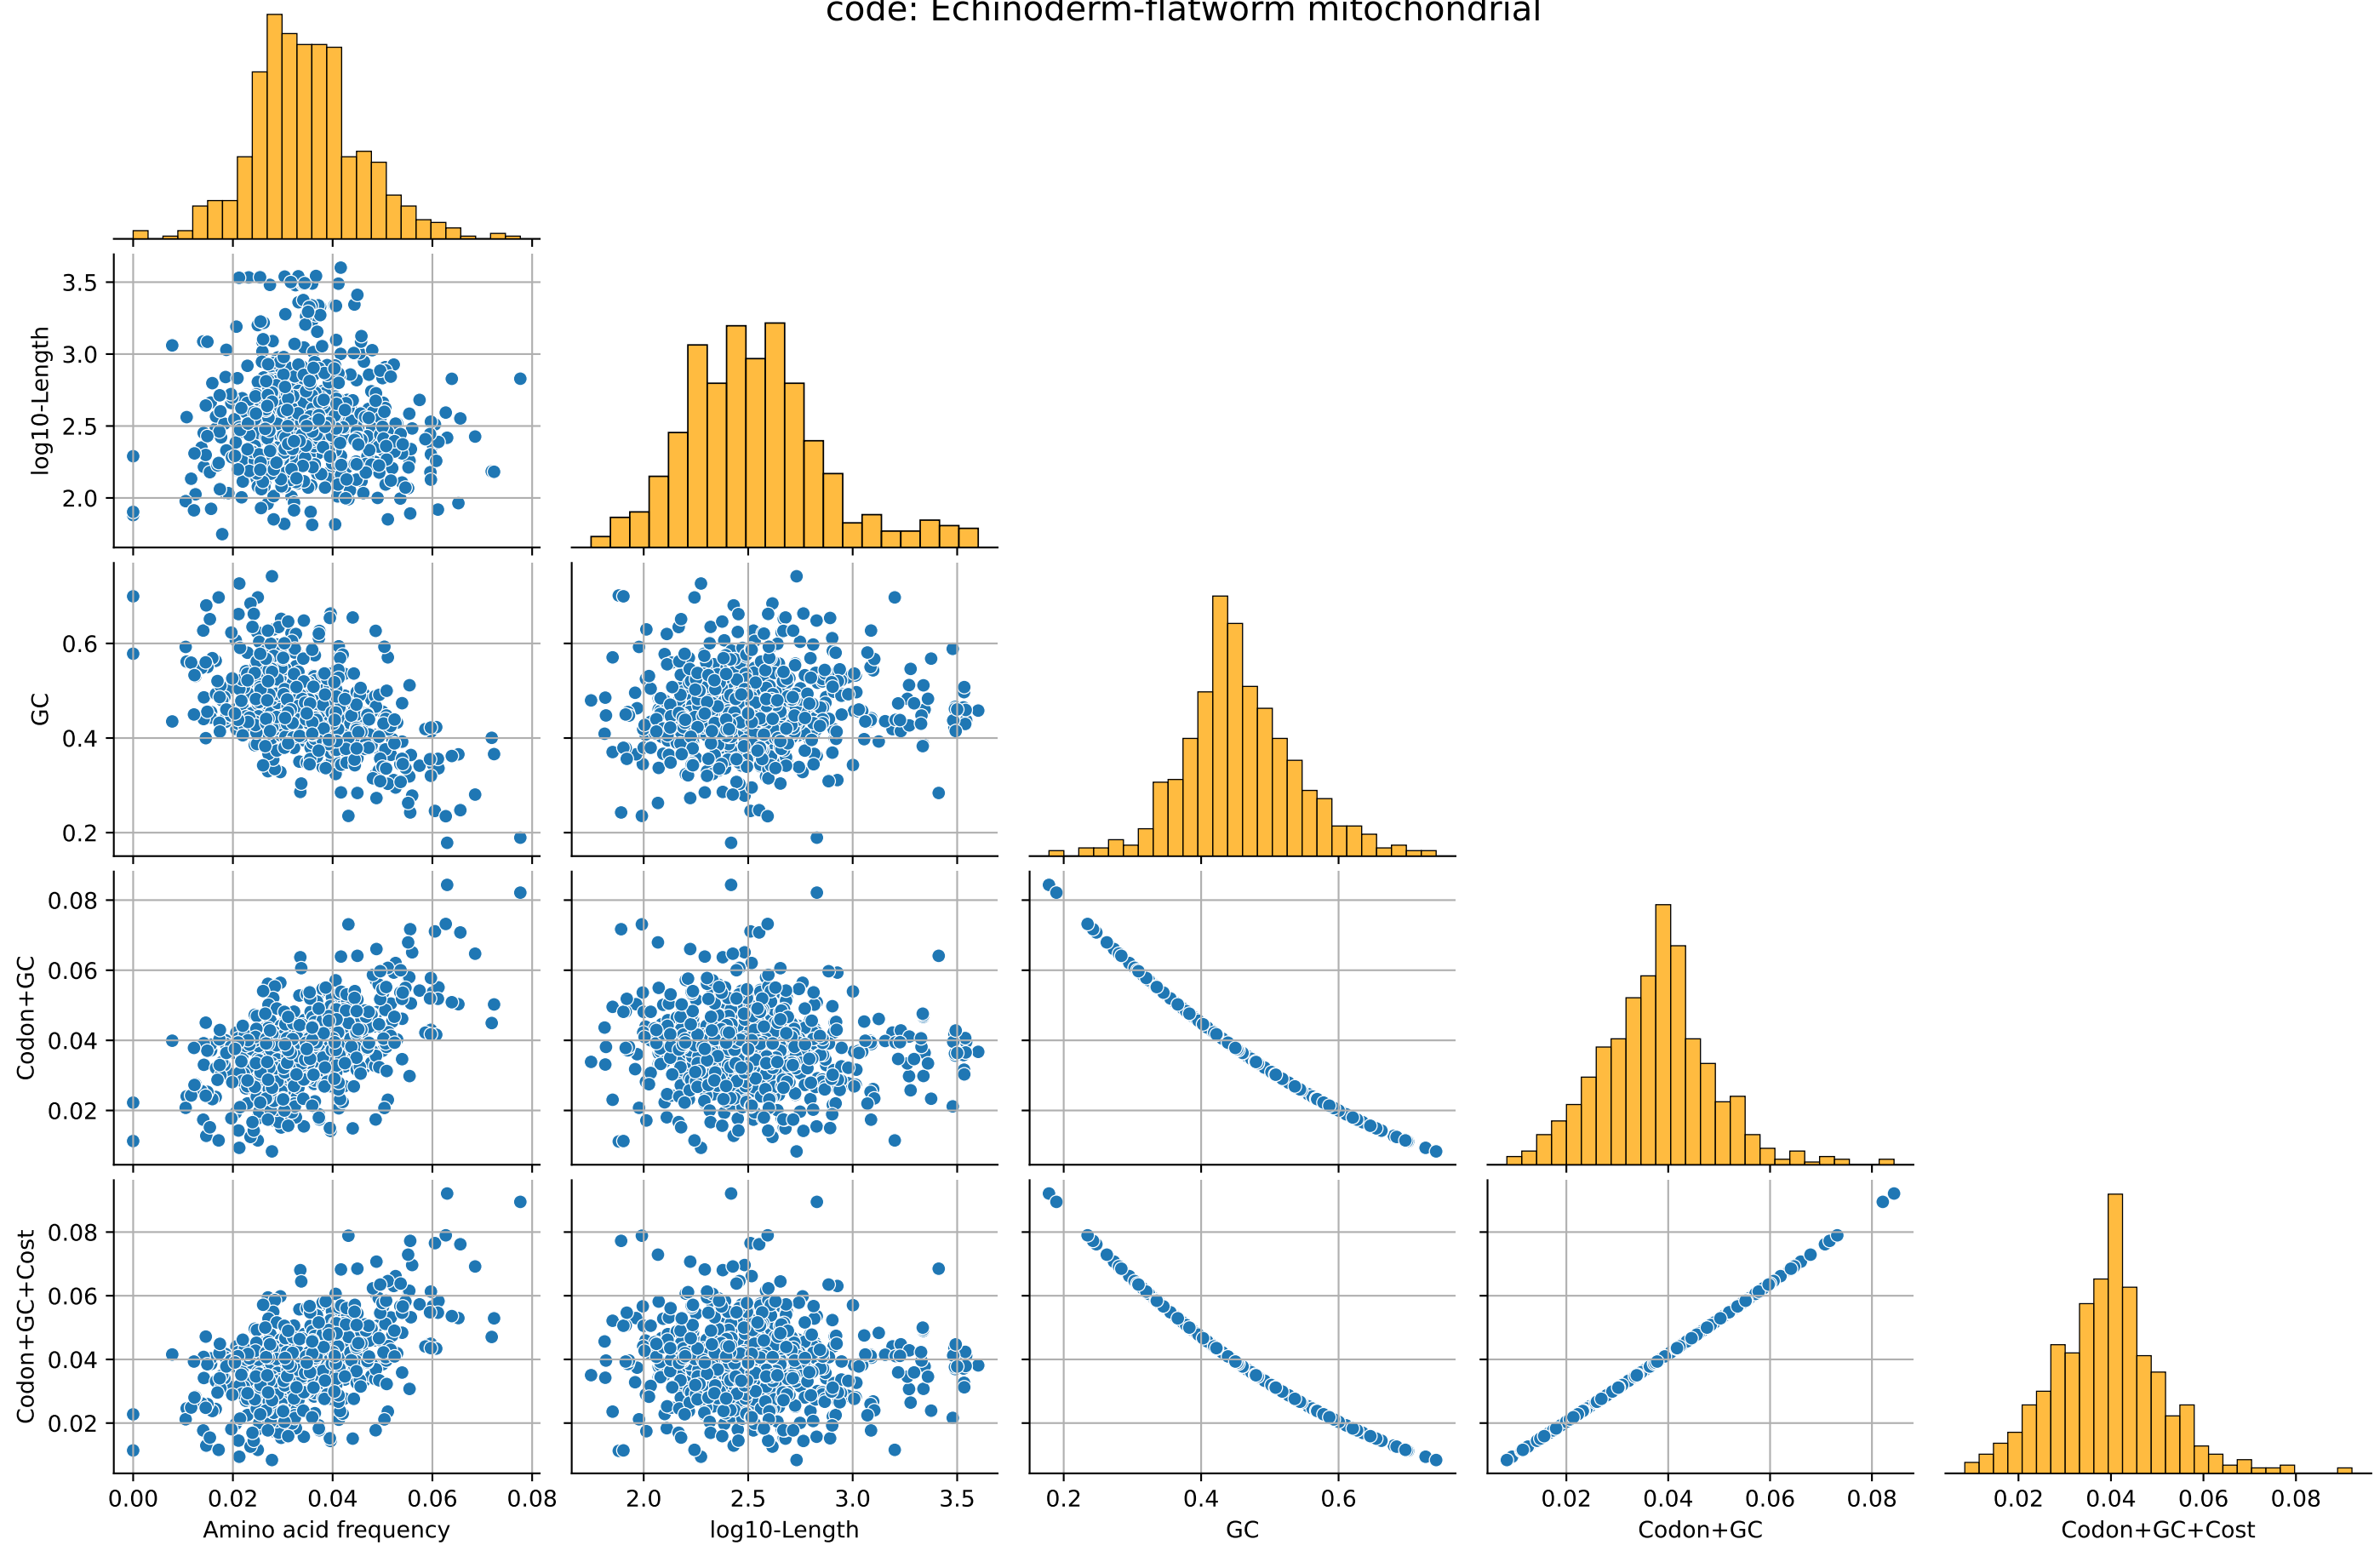 code: Echinoderm-flatworm mitochondrial
3.5
3.0
2.5
2.0
log10-Length
0.6
0.4
0.2
GC
0.08
0.06
0.04
0.02
Codon+GC
0.08
0.06
0.04
0.02
Codon+GC+Cost
0.00 0.02 0.04 0.06 0.08 2.0 2.5 3.0 3.5 0.2 0.4 0.6 0.02 0.04 0.06 0.08 0.02 0.04 0.06 0.08
Amino acid frequency log10-Length GC Codon+GC Codon+GC+Cost